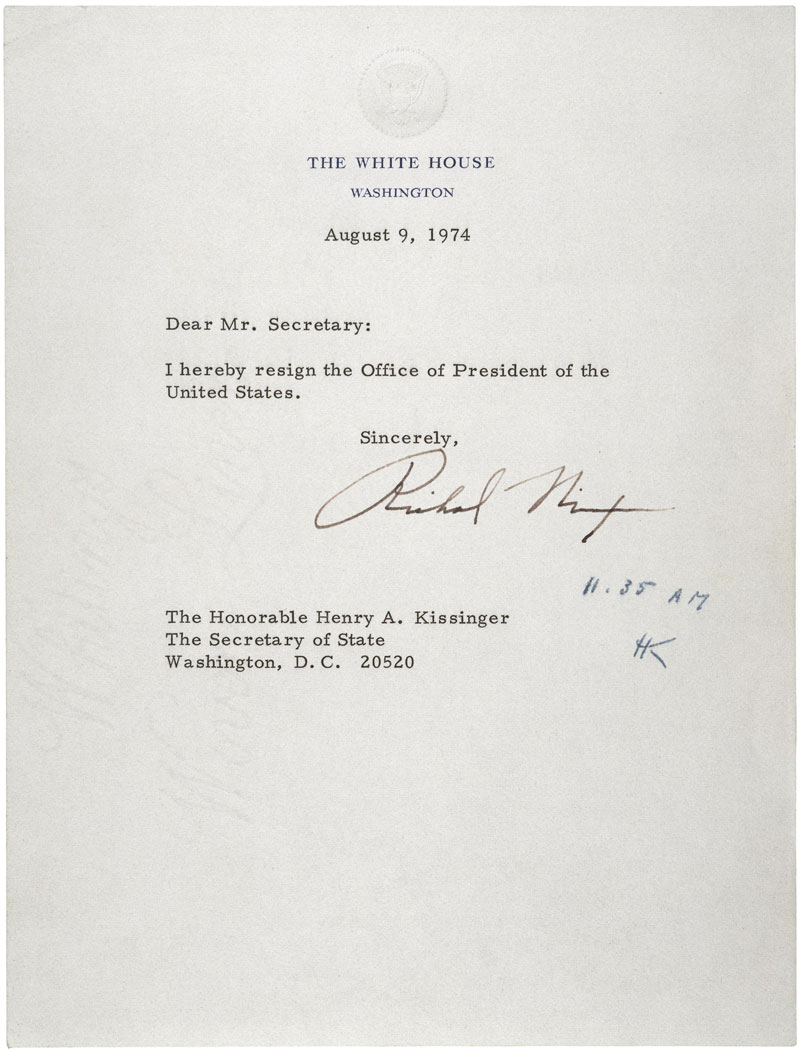 THE WHITE HOUSE
WASHINGTON
August 9, 1974
Dear Mr. Secretary:
I hereby resign the Office of President of the
United States.
Sincerely,
Richard Nixon
11.35 AM
HK
The Honorable Henry A. Kissinger
The Secretary of State
Washington, D.C. 20520